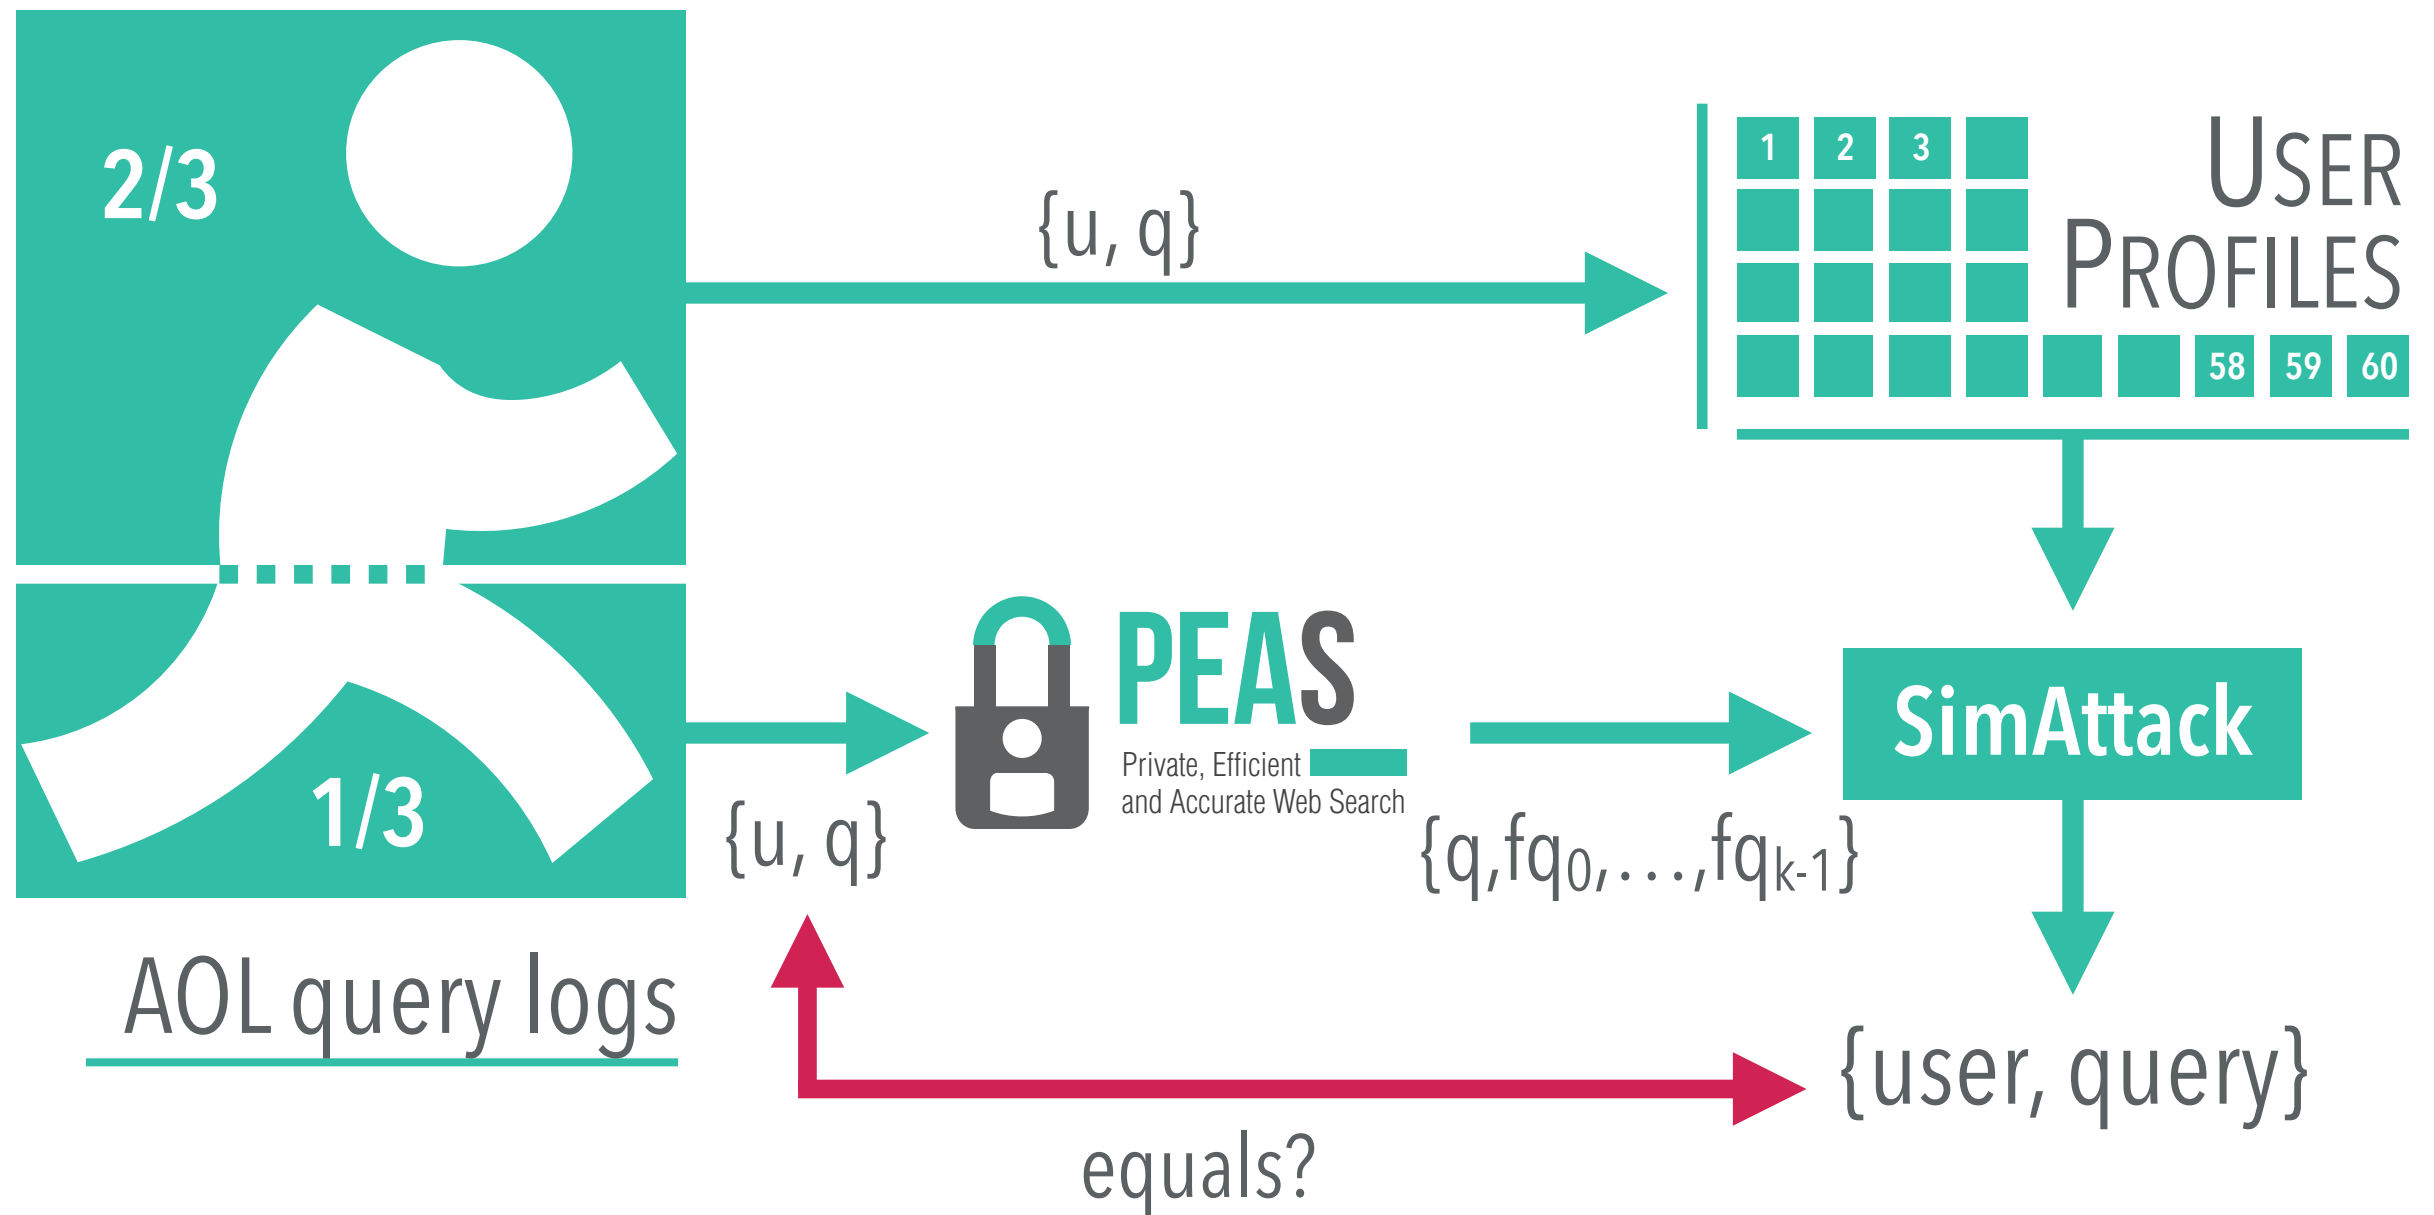 2/3
{u, q}
1 2 3
USER
PROFILES
58 59 60
PEAS
Private, Efficient
and Accurate Web Search
SimAttack
1/3
{u, q}
{q,fq0,...,fqk-1}
AOL query logs
{user, query}
equals?